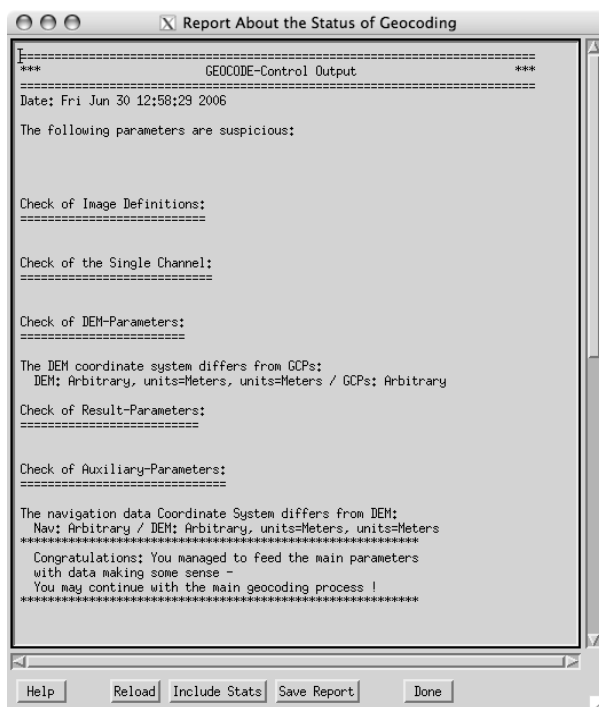 X Report About the Status of Geocoding
===========================================================================
*** GEOCODE-Control Output ***
===========================================================================
Date: Fri Jun 30 12:58:29 2006
The following parameters are suspicious:
Check of Image Definitions:
===========================
Check of the Single Channel:
============================
Check of DEM-Parameters:
========================
The DEM coordinate system differs from GCPs:
DEM: Arbitrary, units=Meters, units=Meters / GCPs: Arbitrary
Check of Result-Parameters:
==========================
Check of Auxiliary-Parameters:
==============================
The navigation data Coordinate System differs from DEM:
Nav: Arbitrary / DEM: Arbitrary, units=Meters, units=Meters
**********************************************************
Congratulations: You managed to feed the main parameters
with data making some sense -
You may continue with the main geocoding process !
**********************************************************
Help Reload Include Stats Save Report Done